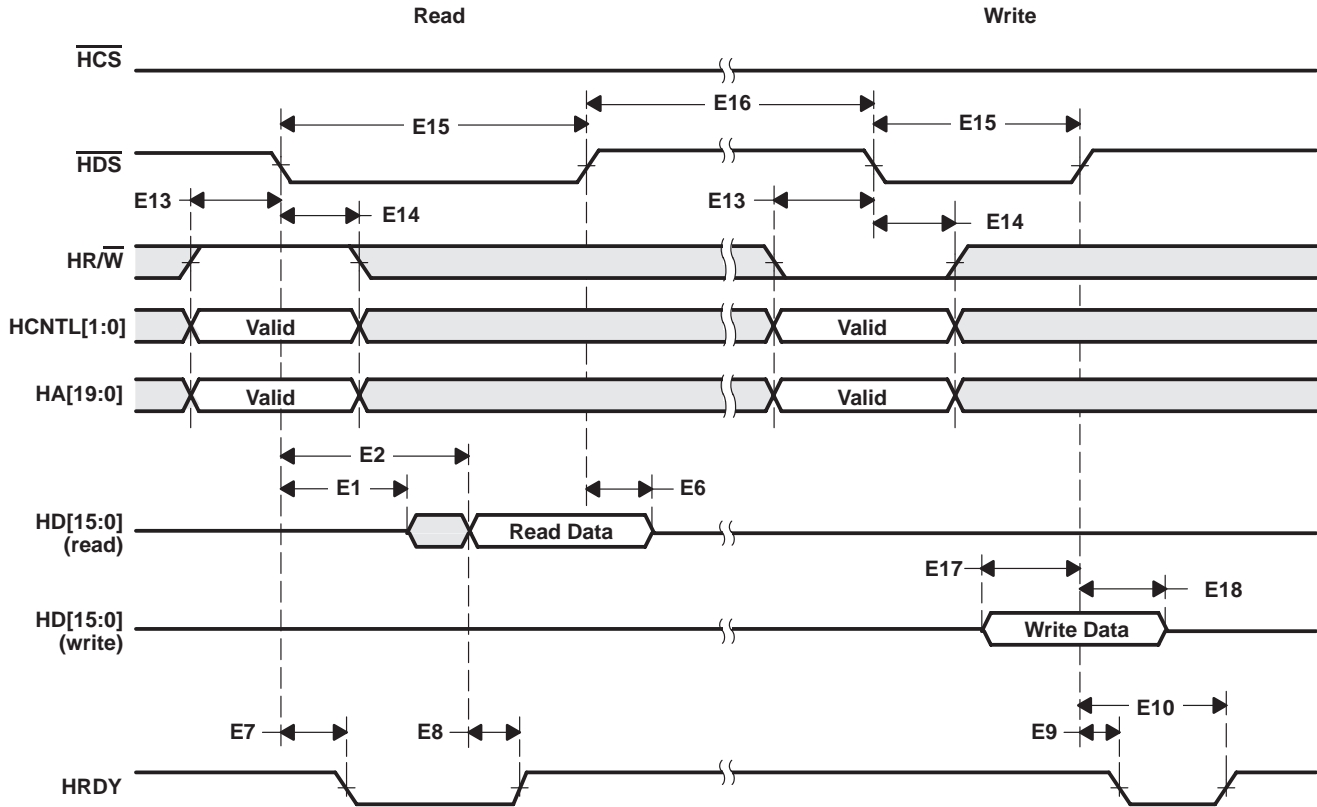 Read Write
H̅C̅S̅
E16
E15 E15
H̅D̅S̅
E13 E14 E13 E14
HR/W̅
HCNTL[1:0] Valid Valid
HA[19:0] Valid Valid
E2
E1 E6
HD[15:0]
(read)
Read Data
E17 E18
HD[15:0]
(write)
Write Data
E10
E7 E8 E9
HRDY